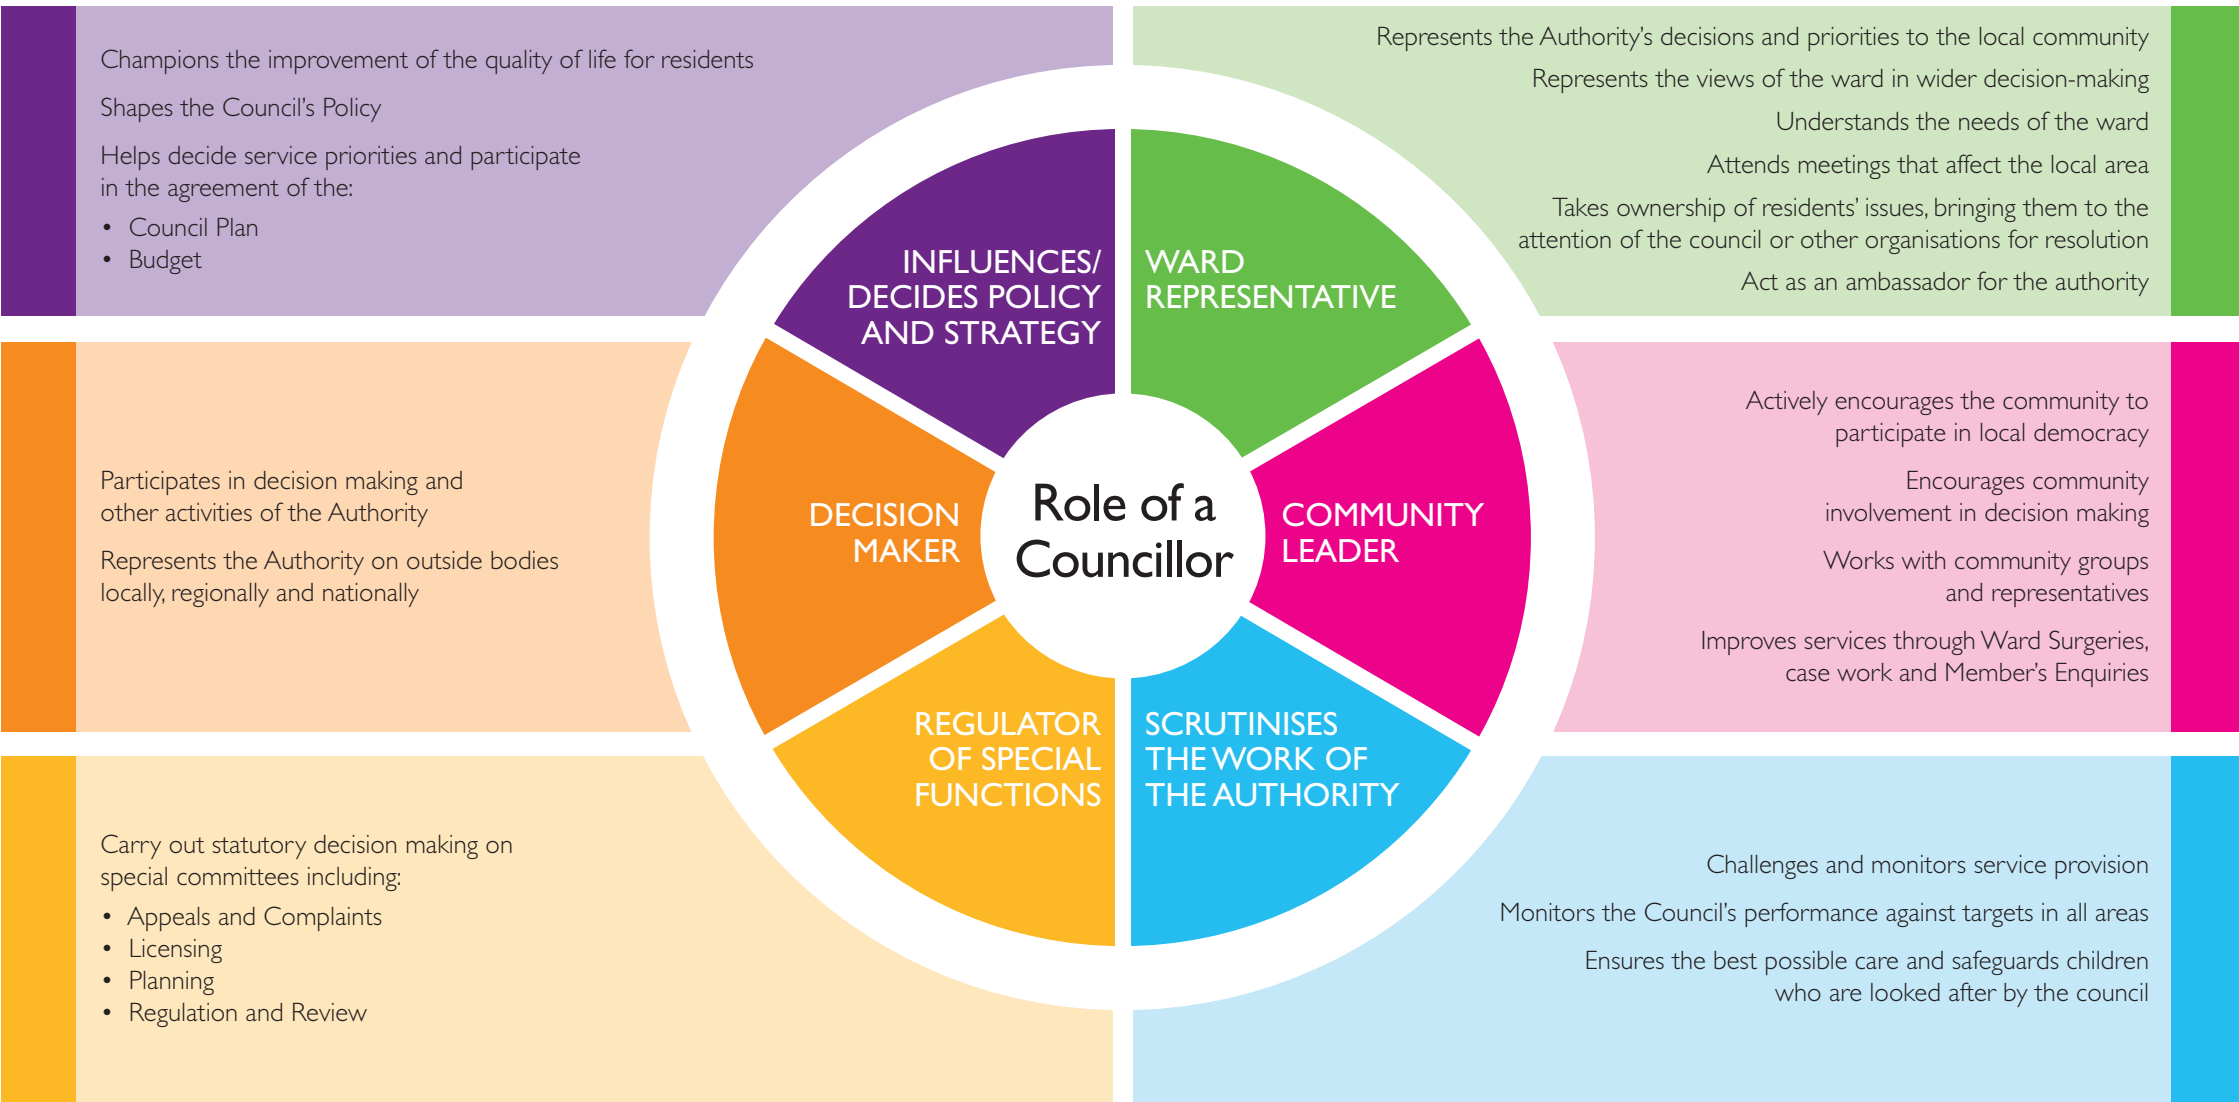 Champions the improvement of the quality of life for residents
Shapes the Council's Policy
Helps decide service priorities and participate
in the agreement of the:
• Council Plan
• Budget
Represents the Authority's decisions and priorities to the local community
Represents the views of the ward in wider decision-making
Understands the needs of the ward
Attends meetings that affect the local area
Takes ownership of residents' issues, bringing them to the
attention of the council or other organisations for resolution
Act as an ambassador for the authority
INFLUENCES/
DECIDES POLICY
AND STRATEGY
WARD
REPRESENTATIVE
Participates in decision making and
other activities of the Authority
Represents the Authority on outside bodies
locally, regionally and nationally
DECISION
MAKER
Role of a
Councillor
COMMUNITY
LEADER
Actively encourages the community to
participate in local democracy
Encourages community
involvement in decision making
Works with community groups
and representatives
Improves services through Ward Surgeries,
case work and Member's Enquiries
REGULATOR
OF SPECIAL
FUNCTIONS
SCRUTINISES
THE WORK OF
THE AUTHORITY
Carry out statutory decision making on
special committees including:
• Appeals and Complaints
• Licensing
• Planning
• Regulation and Review
Challenges and monitors service provision
Monitors the Council's performance against targets in all areas
Ensures the best possible care and safeguards children
who are looked after by the council